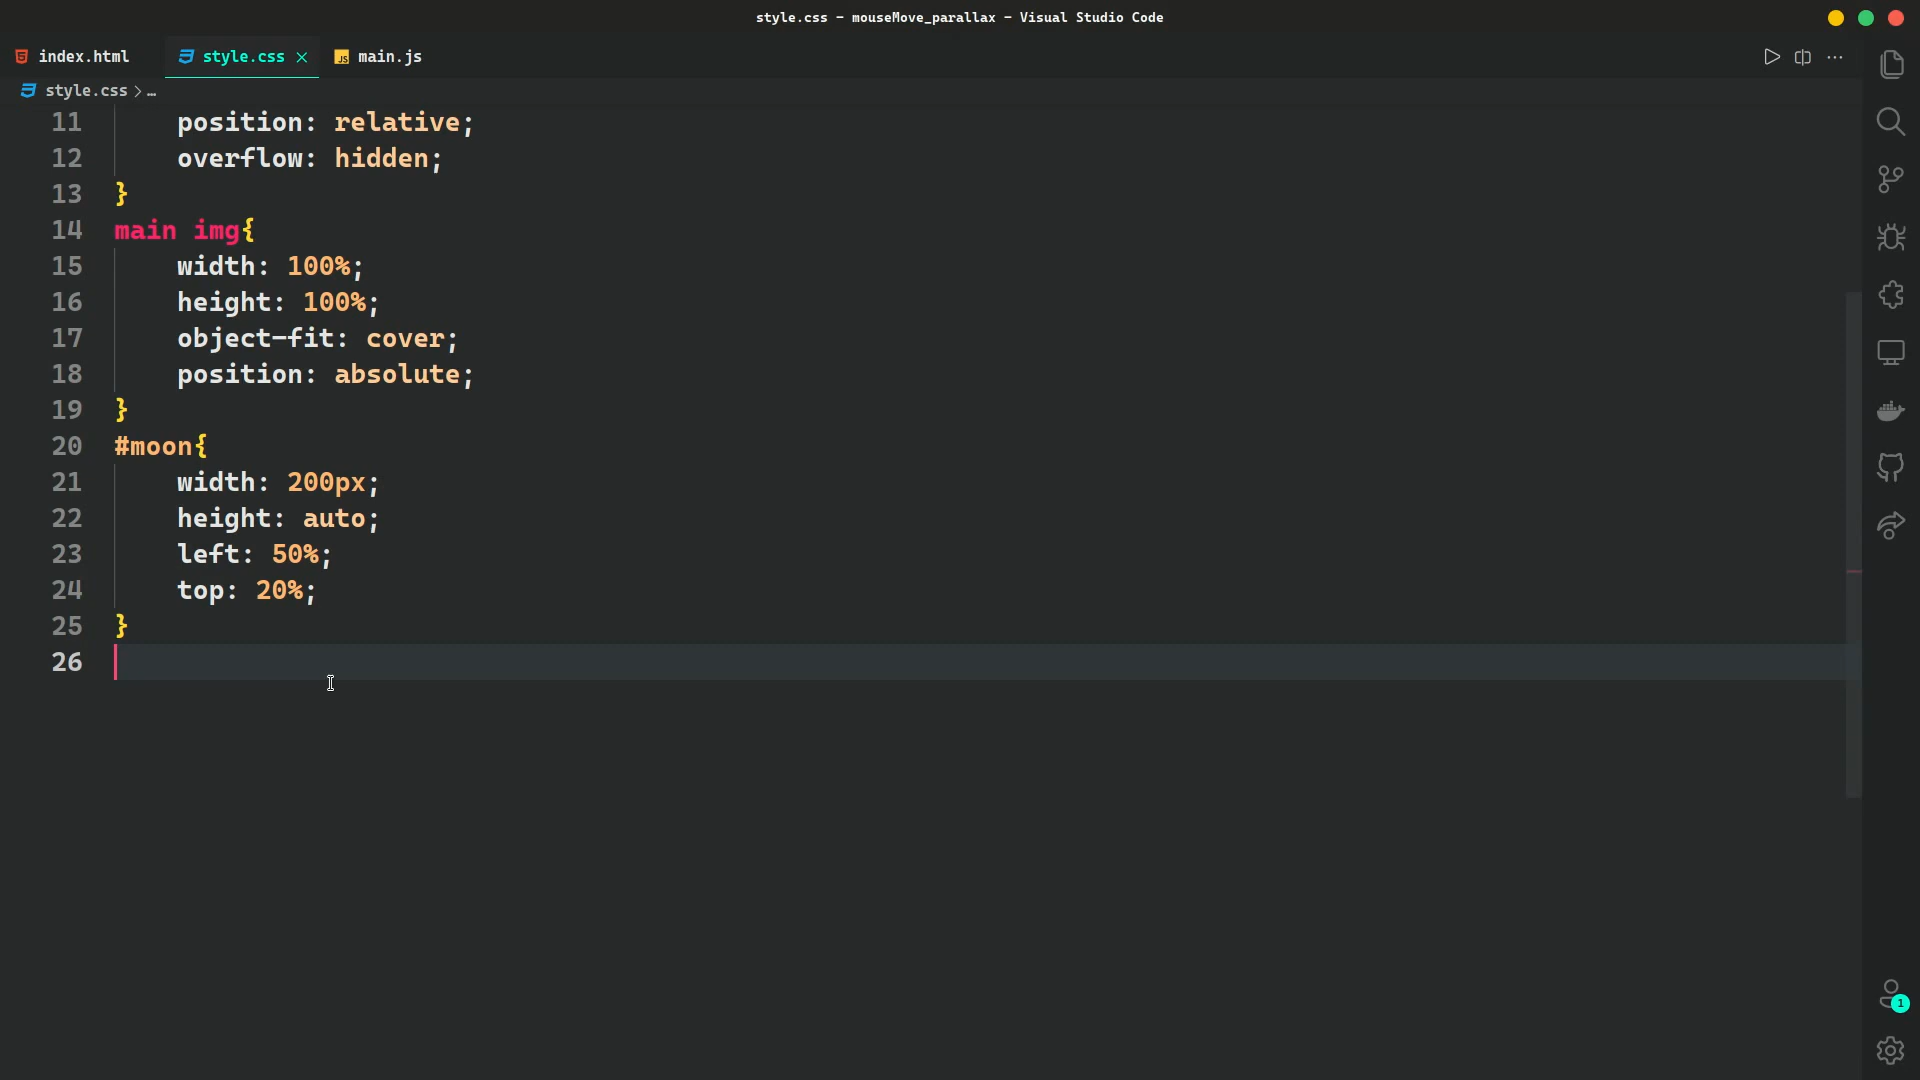 style.css - mouseMove_parallax - Visual Studio Code
index.html style.css main.js
style.css > …
11 position: relative;
12 overflow: hidden;
13 }
14 main img{
15 width: 100%;
16 height: 100%;
17 object-fit: cover;
18 position: absolute;
19 }
20 #moon{
21 width: 200px;
22 height: auto;
23 left: 50%;
24 top: 20%;
25 }
26
1